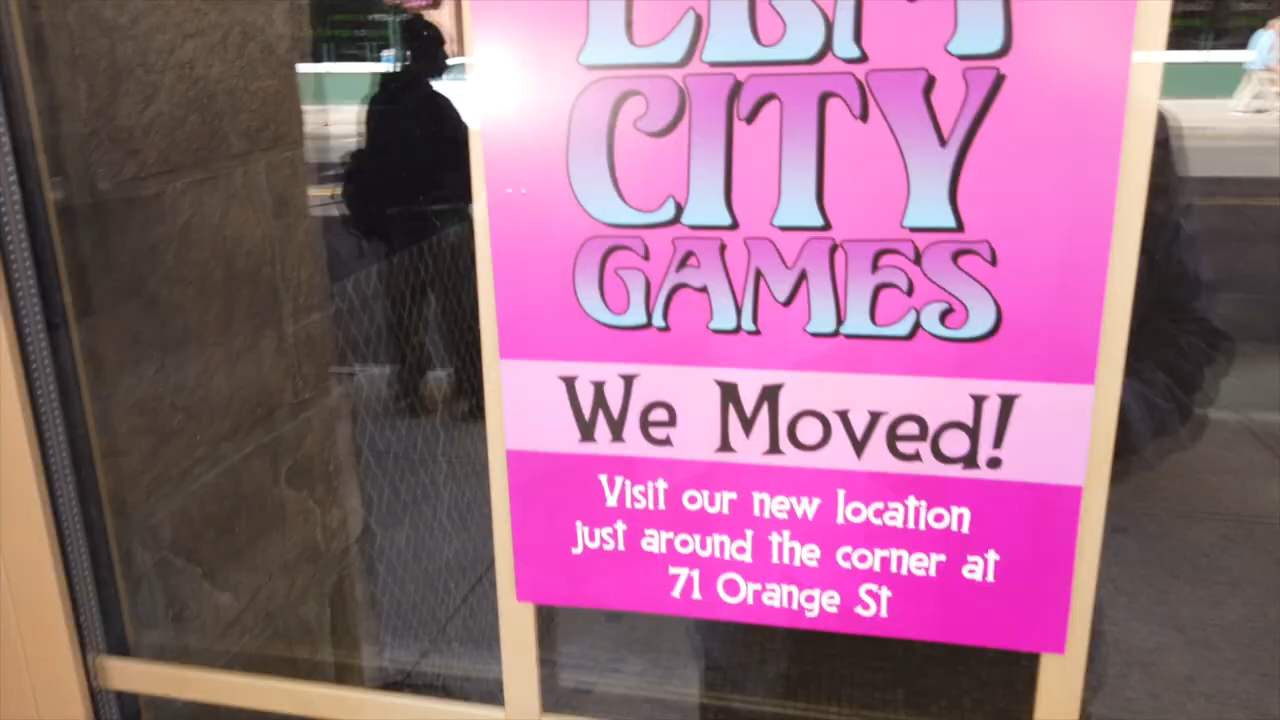 CITY
GAMES
We Moved!
Visit our new location
just around the corner at
71 Orange St